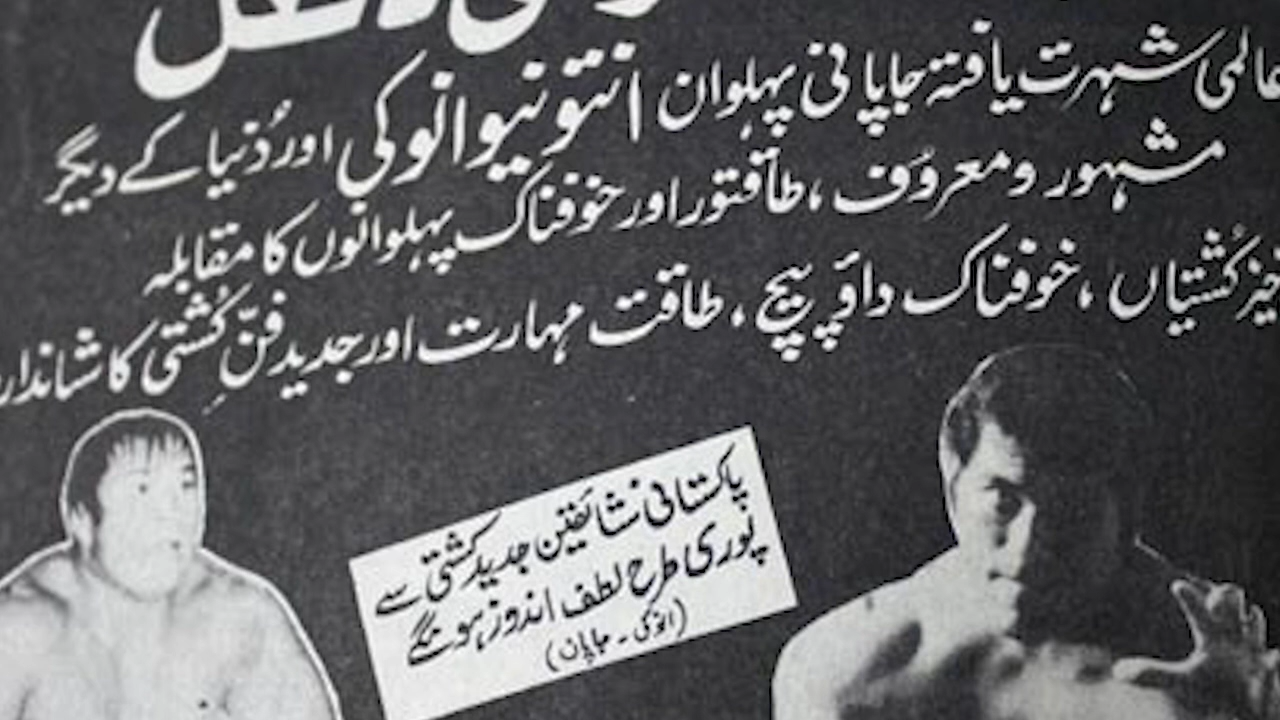 عالمی شہرت یافتہ جاپانی پہلوان انتونیو انوکی اور دُنیا کے دیگر
مشہور و معروف، طاقتور اور خوفناک پہلوانوں کا مقابلہ
خیز کُشتیاں، خوفناک داؤ پیچ، طاقت مہارت اور جدید فنِّ کُشتی کا شاندار
پاکستانی شائقین جدید کشتی سے
پوری طرح لطف اندوز ہونگے
(انوکی ۔ جاپان)